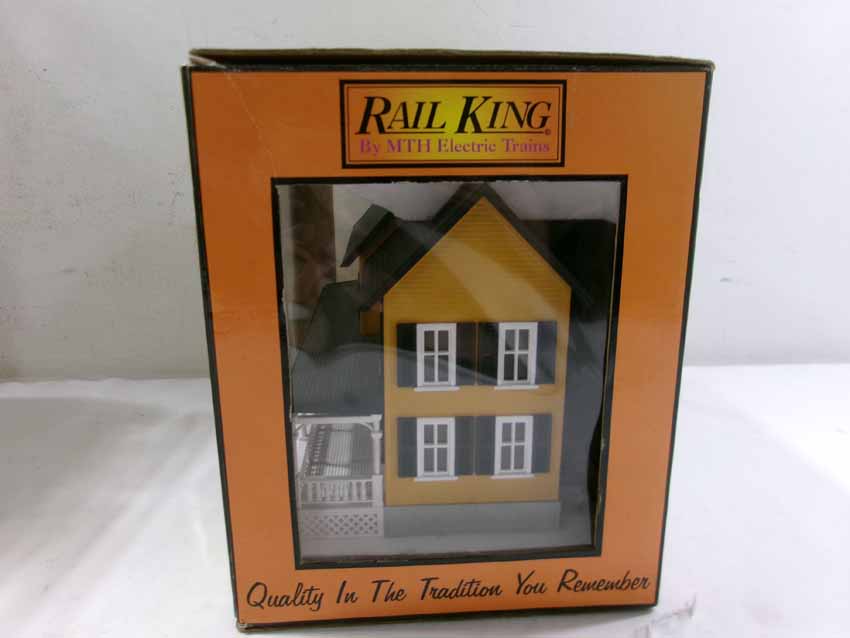 RAIL KING®
By MTH Electric Trains
Quality In The Tradition You Remember